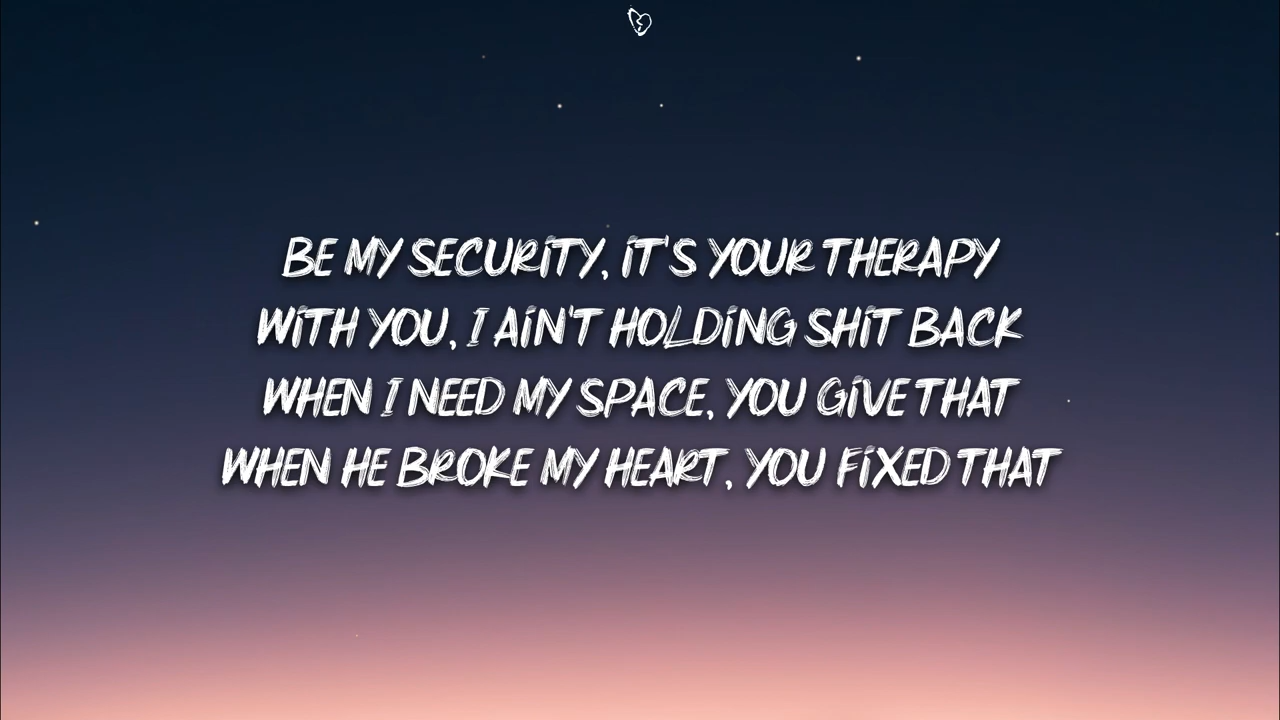 BE MY SECURITY, IT'S YOUR THERAPY
WITH YOU, I AIN'T HOLDING SHIT BACK
WHEN I NEED MY SPACE, YOU GIVE THAT
WHEN HE BROKE MY HEART, YOU FIXED THAT